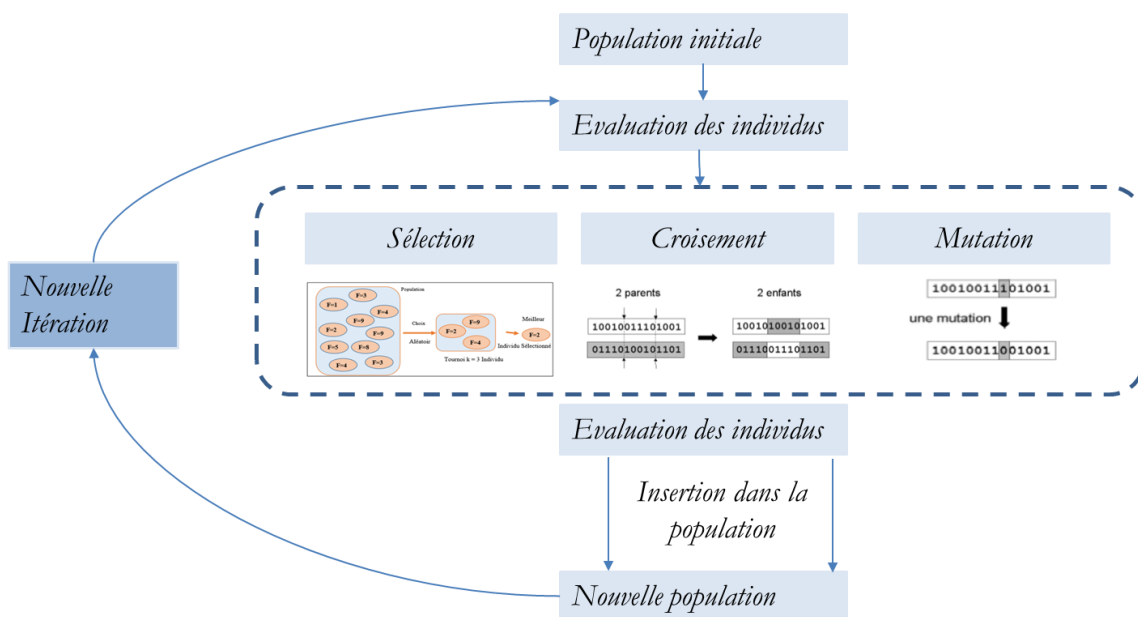 Population initiale
Evaluation des individus
Sélection
Croisement
Mutation
Nouvelle
Itération
Population
F=3
F=1
F=4
F=9
F=2
F=9
F=5
F=8
F=4
F=3
Choix
Aléatoir
F=9
F=2
F=4
Tournoi k = 3 Individu
Meilleur
F=2
Individu Sélectionné
2 parents
10010011101001
01110100101101
2 enfants
10010100101001
01110011101101
10010011101001
une mutation
10010011001001
Evaluation des individus
Insertion dans la
population
Nouvelle population